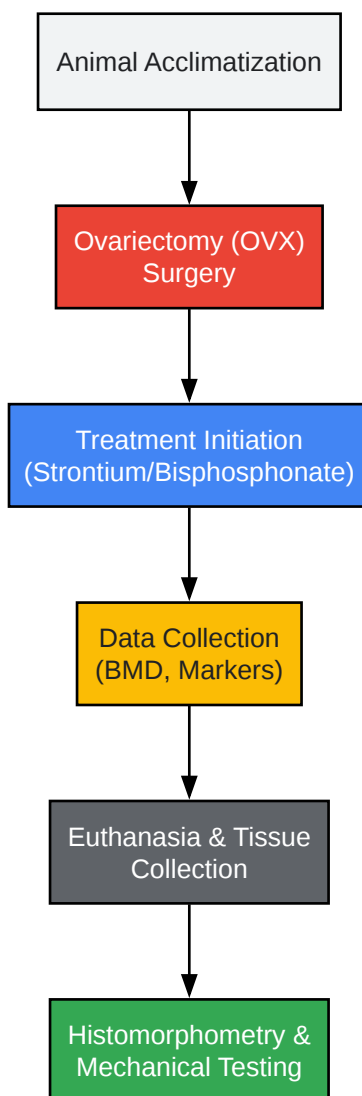 Animal Acclimatization
Ovariectomy (OVX)
Surgery
Treatment Initiation
(Strontium/Bisphosphonate)
Data Collection
(BMD, Markers)
Euthanasia & Tissue
Collection
Histomorphometry &
Mechanical Testing